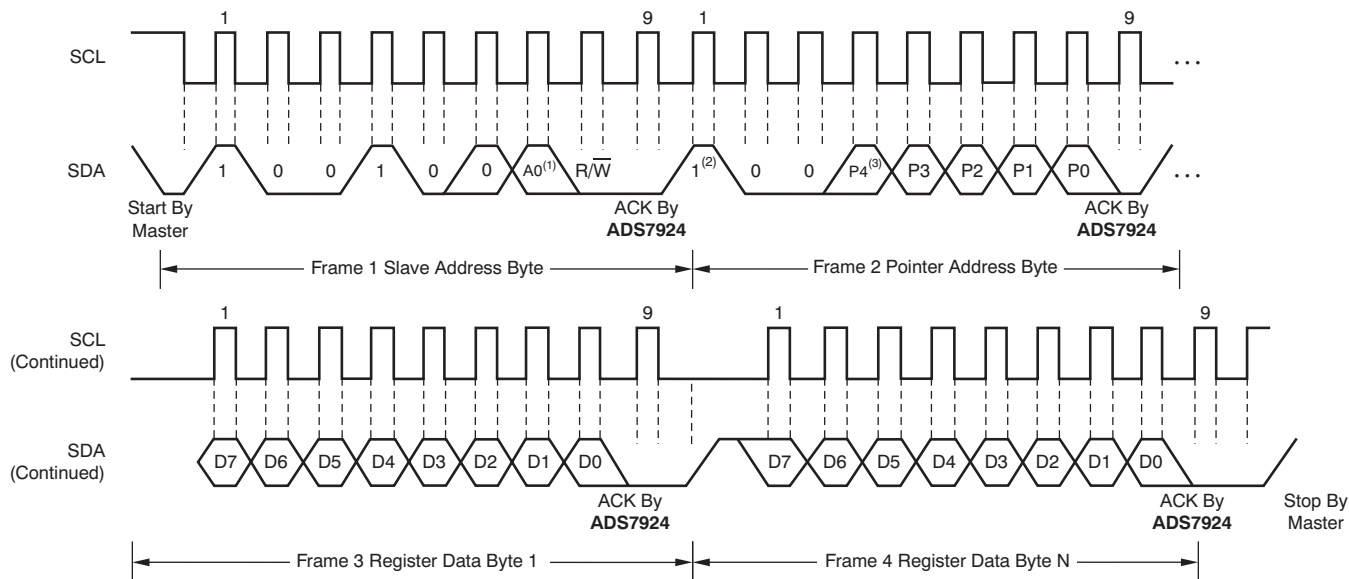 1 9 1 9
SCL ...
SDA 1 0 0 1 0 0 A0(1) R/W̅ 1(2) 0 0 P4(3) P3 P2 P1 P0 ...
Start By Master
ACK By ADS7924
ACK By ADS7924
Frame 1 Slave Address Byte
Frame 2 Pointer Address Byte
1 9 1 9
SCL (Continued)
SDA (Continued) D7 D6 D5 D4 D3 D2 D1 D0 D7 D6 D5 D4 D3 D2 D1 D0
ACK By ADS7924
ACK By ADS7924
Stop By Master
Frame 3 Register Data Byte 1
Frame 4 Register Data Byte N